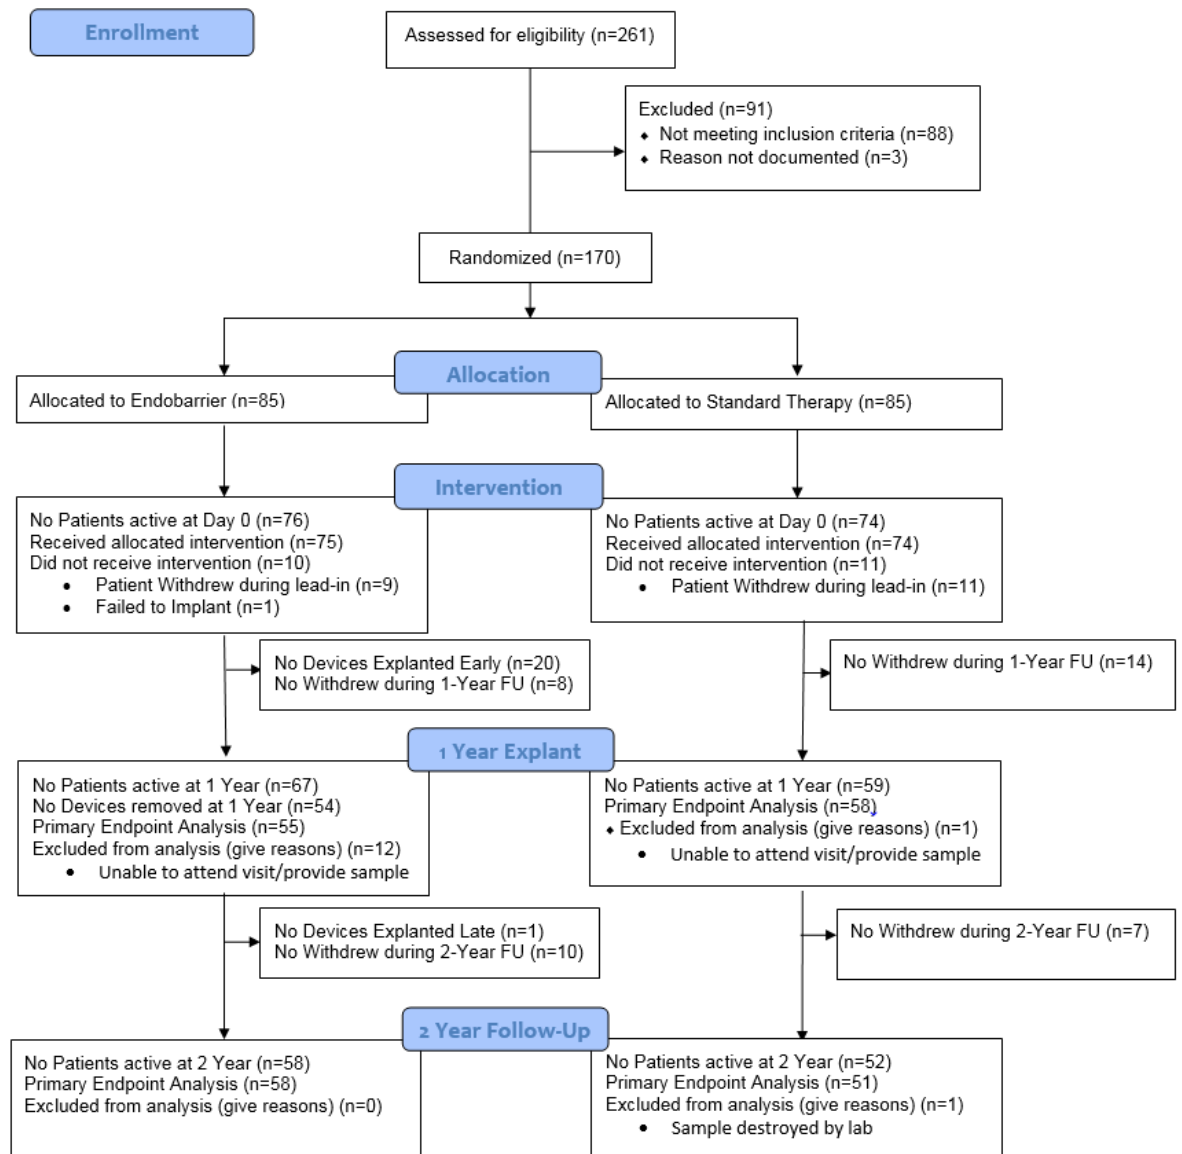 Enrollment
Assessed for eligibility (n=261)
Excluded (n=91)
⬥ Not meeting inclusion criteria (n=88)
⬥ Reason not documented (n=3)
Randomized (n=170)
Allocation
Allocated to Endobarrier (n=85)
Allocated to Standard Therapy (n=85)
Intervention
No Patients active at Day 0 (n=76)
Received allocated intervention (n=75)
Did not receive intervention (n=10)
• Patient Withdrew during lead-in (n=9)
• Failed to Implant (n=1)
No Patients active at Day 0 (n=74)
Received allocated intervention (n=74)
Did not receive intervention (n=11)
• Patient Withdrew during lead-in (n=11)
No Devices Explanted Early (n=20)
No Withdrew during 1-Year FU (n=8)
No Withdrew during 1-Year FU (n=14)
1 Year Explant
No Patients active at 1 Year (n=67)
No Devices removed at 1 Year (n=54)
Primary Endpoint Analysis (n=55)
Excluded from analysis (give reasons) (n=12)
• Unable to attend visit/provide sample
No Patients active at 1 Year (n=59)
Primary Endpoint Analysis (n=58),
⬥ Excluded from analysis (give reasons) (n=1)
• Unable to attend visit/provide sample
No Devices Explanted Late (n=1)
No Withdrew during 2-Year FU (n=10)
No Withdrew during 2-Year FU (n=7)
2 Year Follow-Up
No Patients active at 2 Year (n=58)
Primary Endpoint Analysis (n=58)
Excluded from analysis (give reasons) (n=0)
No Patients active at 2 Year (n=52)
Primary Endpoint Analysis (n=51)
Excluded from analysis (give reasons) (n=1)
• Sample destroyed by lab